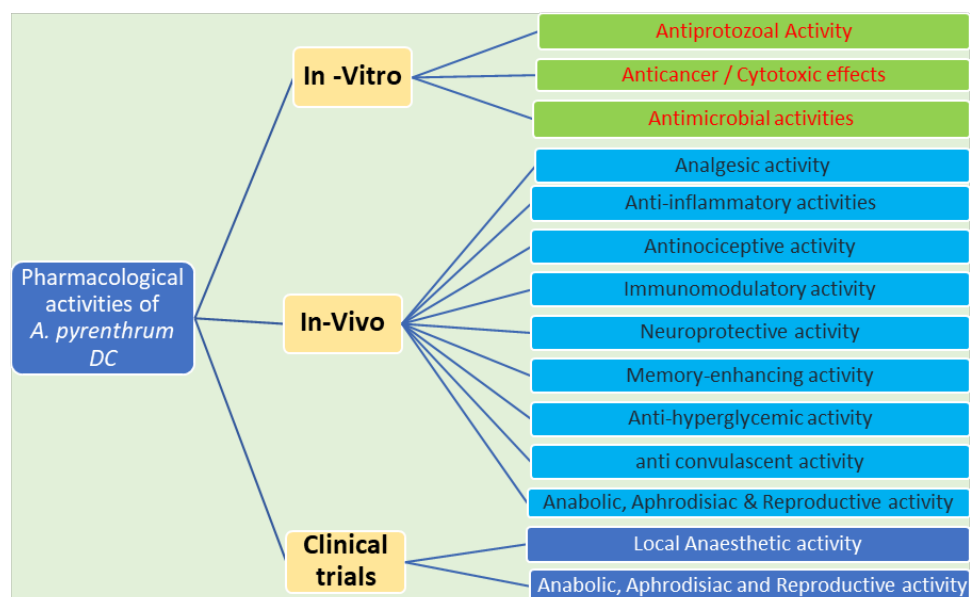 Pharmacological
activities of
A. pyrenthrum
DC
In -Vitro
Antiprotozoal Activity
Anticancer / Cytotoxic effects
Antimicrobial activities
In-Vivo
Analgesic activity
Anti-inflammatory activities
Antinociceptive activity
Immunomodulatory activity
Neuroprotective activity
Memory-enhancing activity
Anti-hyperglycemic activity
anti convulascent activity
Anabolic, Aphrodisiac & Reproductive activity
Clinical
trials
Local Anaesthetic activity
Anabolic, Aphrodisiac and Reproductive activity